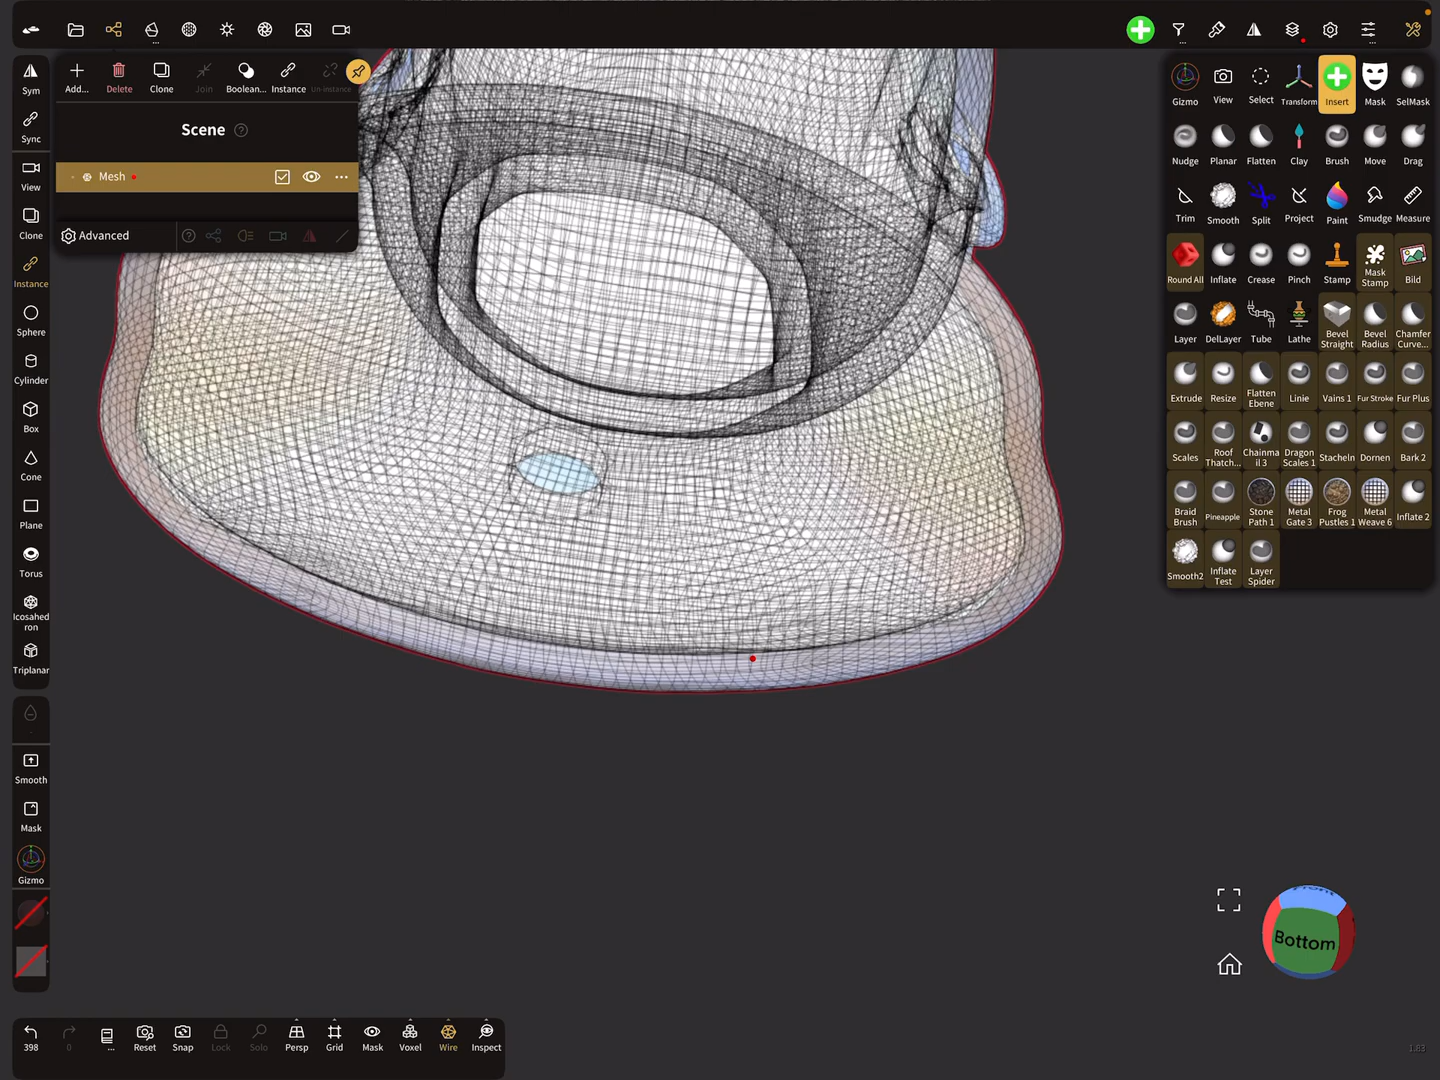 Add...
Delete
Clone
Join
Boolean...
Instance
Un-instance
Scene
Mesh
Advanced
Sym
Sync
View
Clone
Instance
Sphere
Cylinder
Box
Cone
Plane
Torus
Icosahed
ron
Triplanar
Smooth
Mask
Gizmo
Gizmo
View
Select
Transform
Insert
Mask
SelMask
Nudge
Planar
Flatten
Clay
Brush
Move
Drag
Trim
Smooth
Split
Project
Paint
Smudge
Measure
Round All
Inflate
Crease
Pinch
Stamp
Mask
Stamp
Bild
Layer
DelLayer
Tube
Lathe
Bevel
Straight
Bevel
Radius
Chamfer
Curve...
Extrude
Resize
Flatten
Ebene
Linie
Vains 1
Fur Stroke
Fur Plus
Scales
Roof
Thatch...
Chainma
il 3
Dragon
Scales 1
Stacheln
Dornen
Bark 2
Braid
Brush
Pineapple
Stone
Path 1
Metal
Gate 3
Frog
Pustles 1
Metal
Weave 6
Inflate 2
Smooth2
Inflate
Test
Layer
Spider
Front
Bottom
398
0
...
Reset
Snap
Lock
Solo
Persp
Grid
Mask
Voxel
Wire
Inspect
1.83